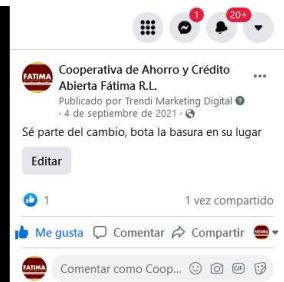 1
20+
FATIMA
Cooperativa de Ahorro y Crédito
Abierta Fátima R.L.
Publicado por Trendi Marketing Digital
· 4 de septiembre de 2021 ·
Sé parte del cambio, bota la basura en su lugar
Editar
1
1 vez compartido
Me gusta
Comentar
Compartir
FATIMA
Comentar como Coop...
GIF